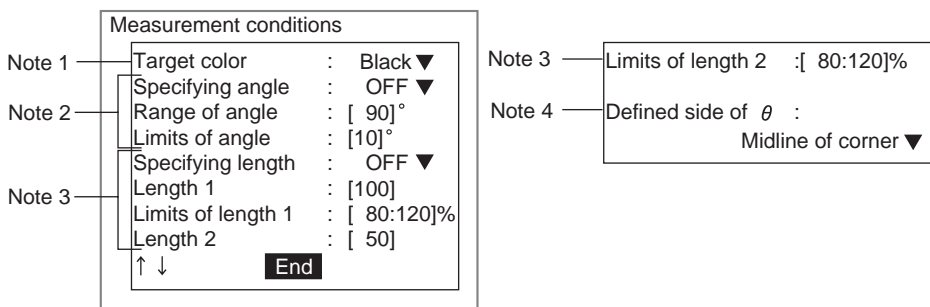 Measurement conditions
Note 1
Target color : Black ▼
Specifying angle : OFF ▼
Note 2
Range of angle : [ 90]°
Limits of angle : [10]°
Specifying length : OFF ▼
Note 3
Length 1 : [100]
Limits of length 1 : [ 80:120]%
Length 2 : [ 50]
↑ ↓ End
Note 3
Limits of length 2 :[ 80:120]%
Note 4
Defined side of θ :
Midline of corner ▼